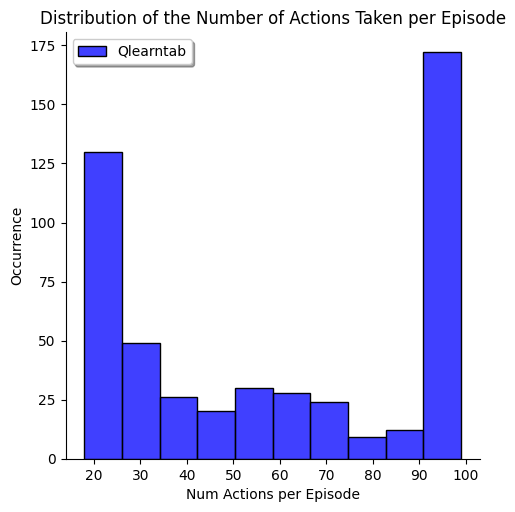 Distribution of the Number of Actions Taken per Episode
Qlearntab
Occurrence
175
150
125
100
75
50
25
0
20 30 40 50 60 70 80 90 100
Num Actions per Episode